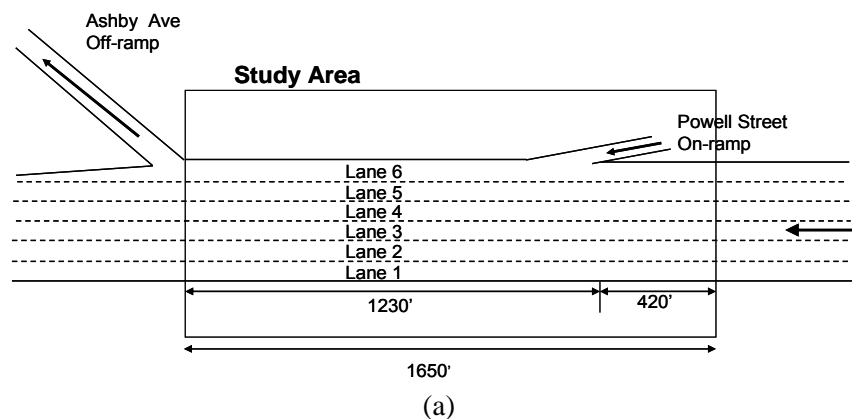 Ashby Ave
Off-ramp
Study Area
Powell Street
On-ramp
Lane 6
Lane 5
Lane 4
Lane 3
Lane 2
Lane 1
1230'
420'
1650'
(a)